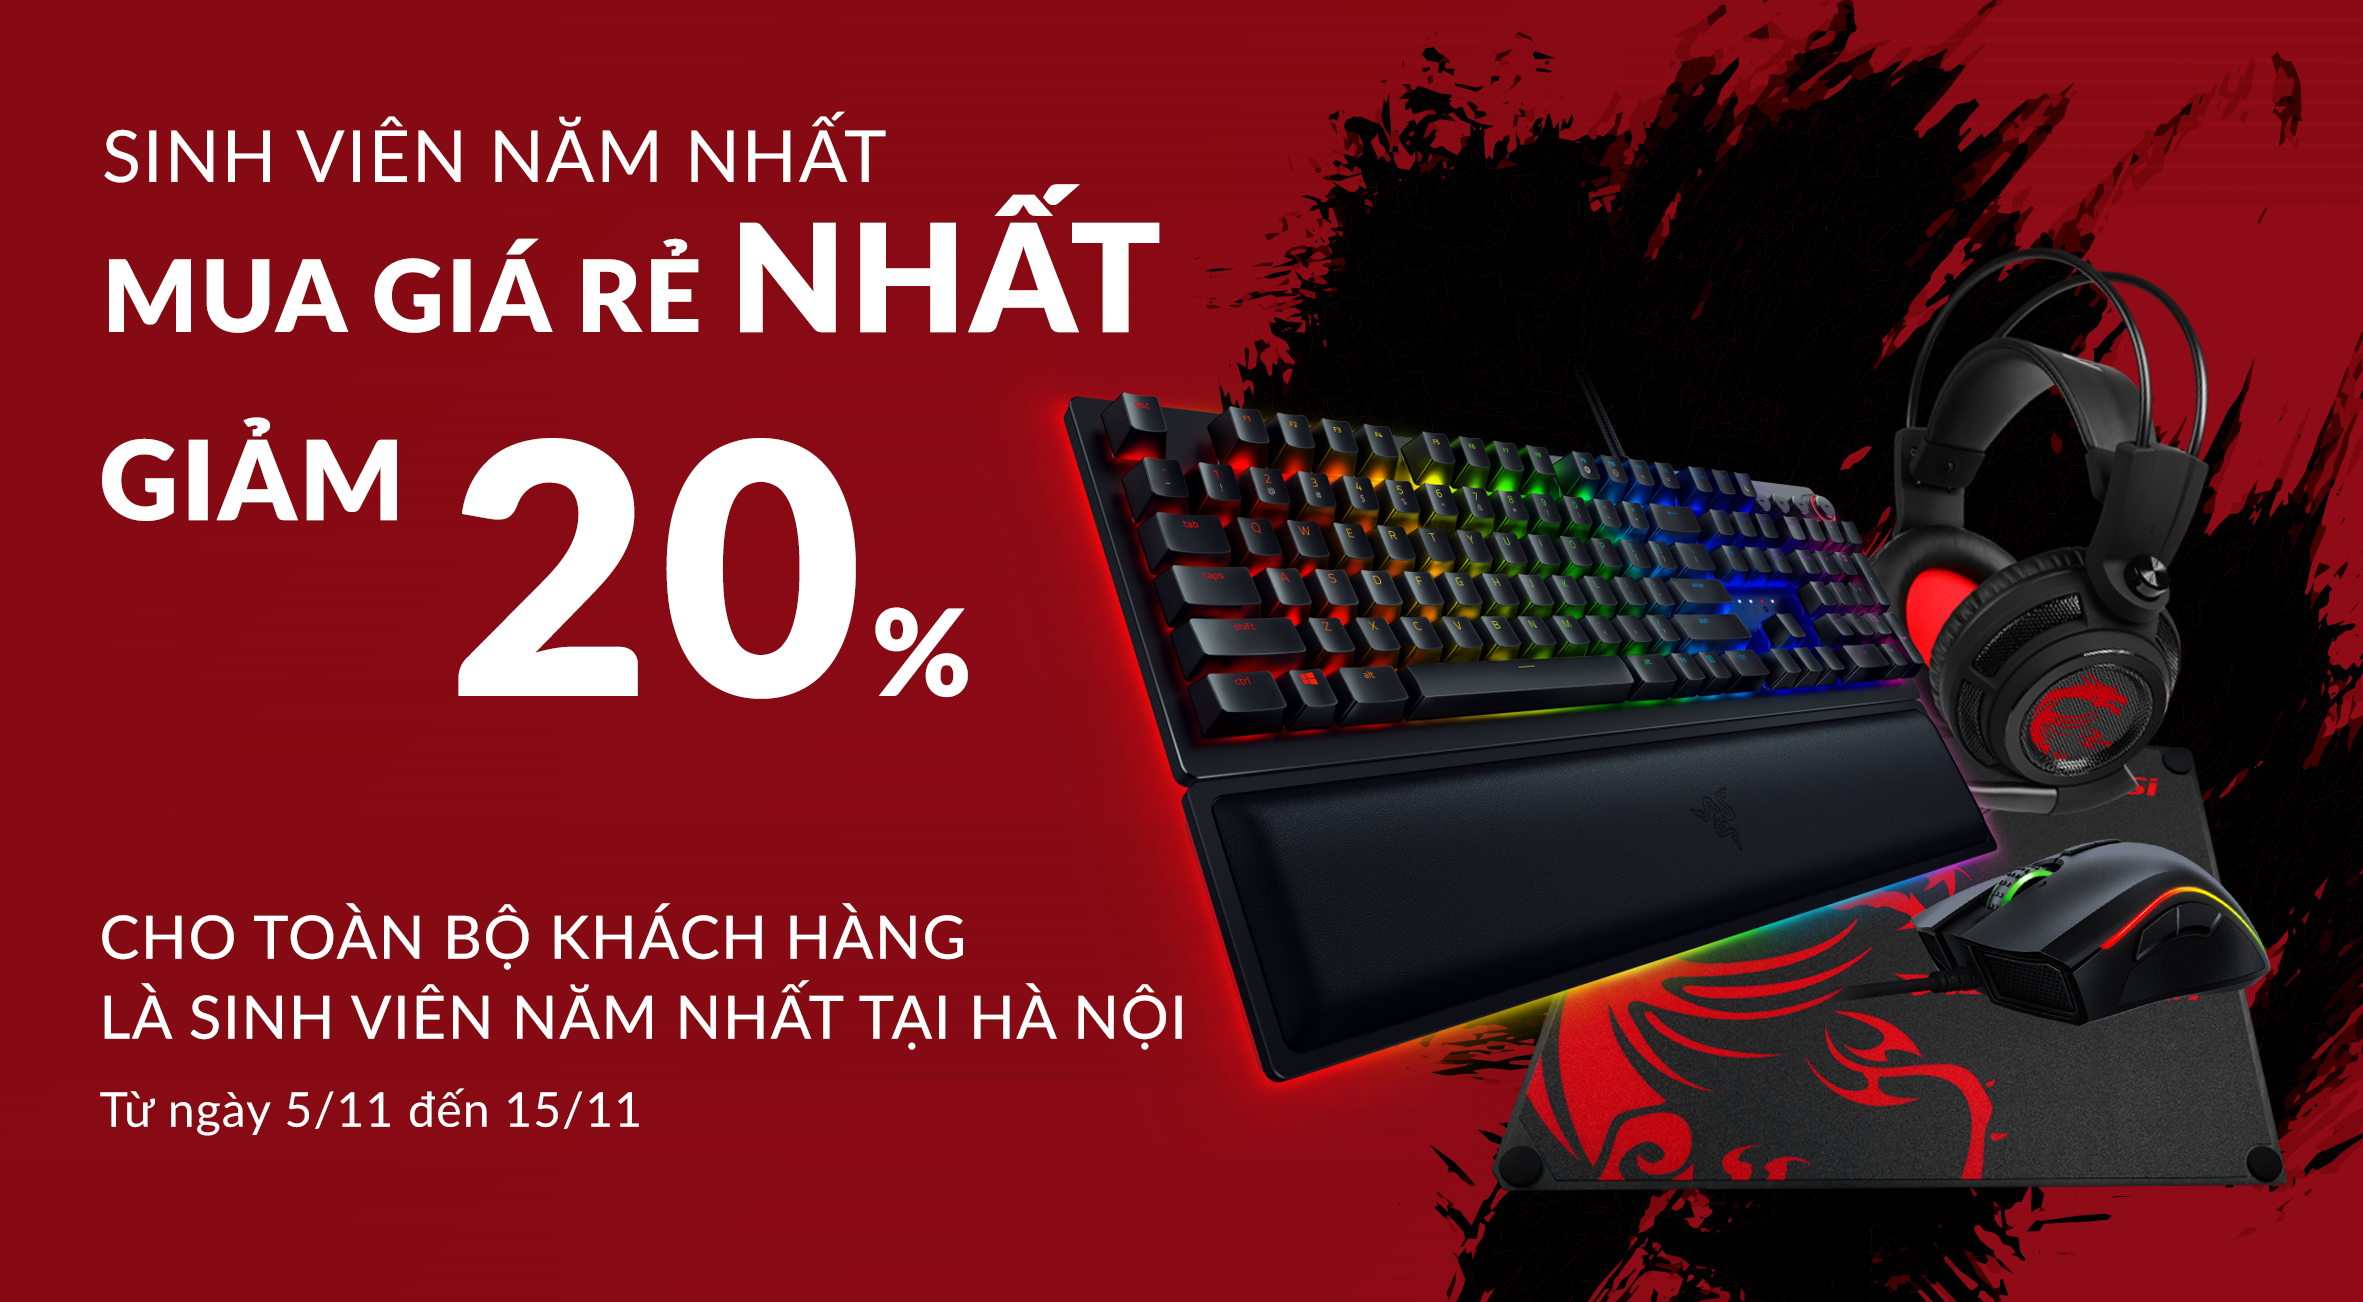 SINH VIÊN NĂM NHẤT
MUA GIÁ RẺ NHẤT
GIẢM 20%
CHO TOÀN BỘ KHÁCH HÀNG
LÀ SINH VIÊN NĂM NHẤT TẠI HÀ NỘI
Từ ngày 5/11 đến 15/11